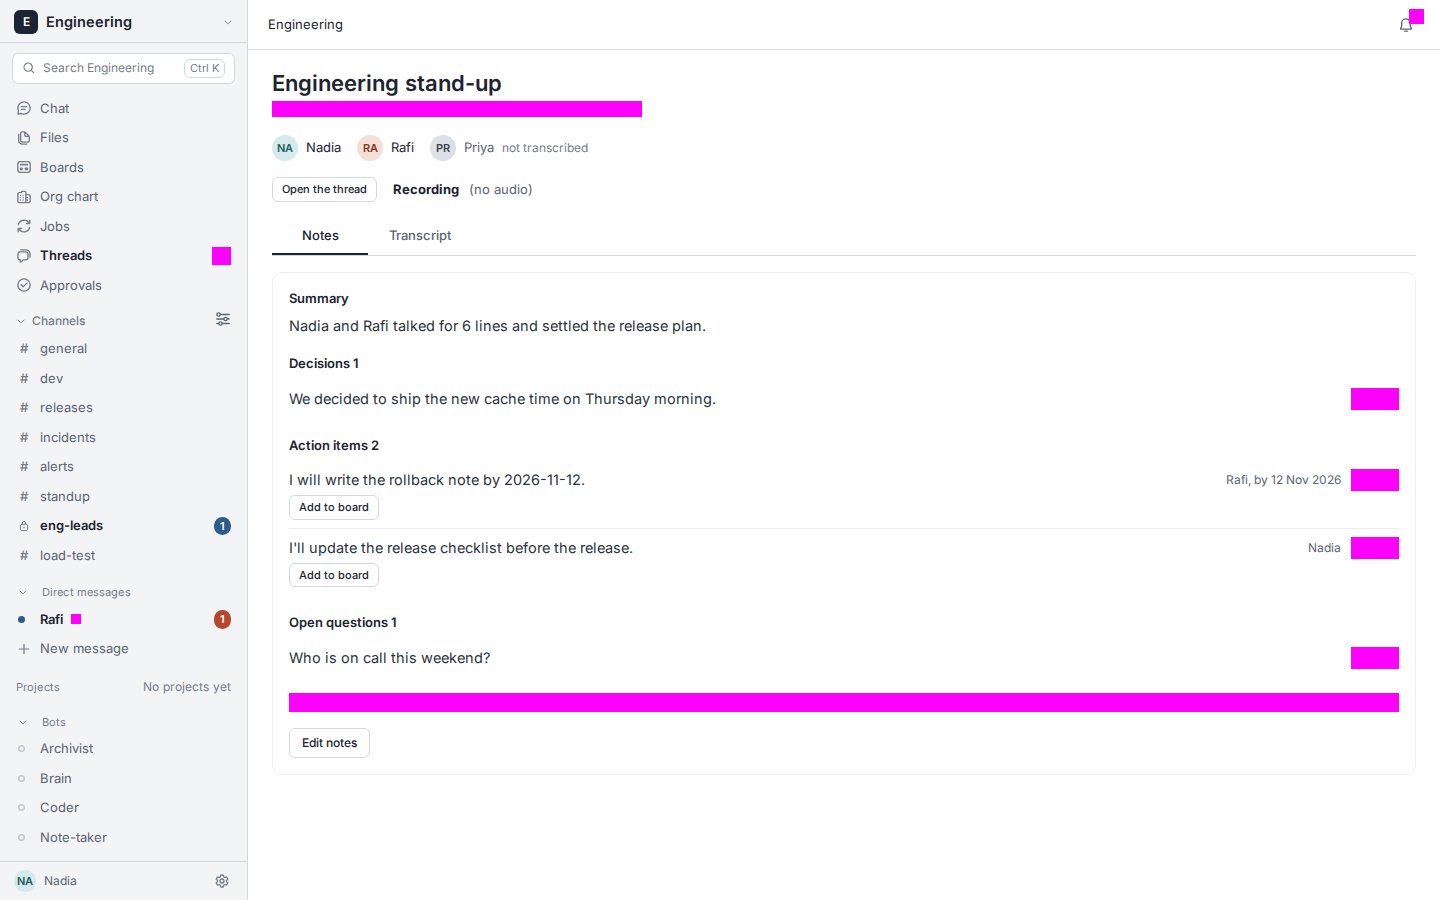 E Engineering
Search Engineering Ctrl K
Chat
Files
Boards
Org chart
Jobs
Threads
Approvals
Channels
# general
# dev
# releases
# incidents
# alerts
# standup
eng-leads 1
# load-test
Direct messages
Rafi 1
New message
Projects No projects yet
Bots
Archivist
Brain
Coder
Note-taker
NA Nadia
Engineering
Engineering stand-up
NA Nadia RA Rafi PR Priya not transcribed
Open the thread Recording (no audio)
Notes Transcript
Summary
Nadia and Rafi talked for 6 lines and settled the release plan.
Decisions 1
We decided to ship the new cache time on Thursday morning.
Action items 2
I will write the rollback note by 2026-11-12. Rafi, by 12 Nov 2026
Add to board
I'll update the release checklist before the release. Nadia
Add to board
Open questions 1
Who is on call this weekend?
Edit notes